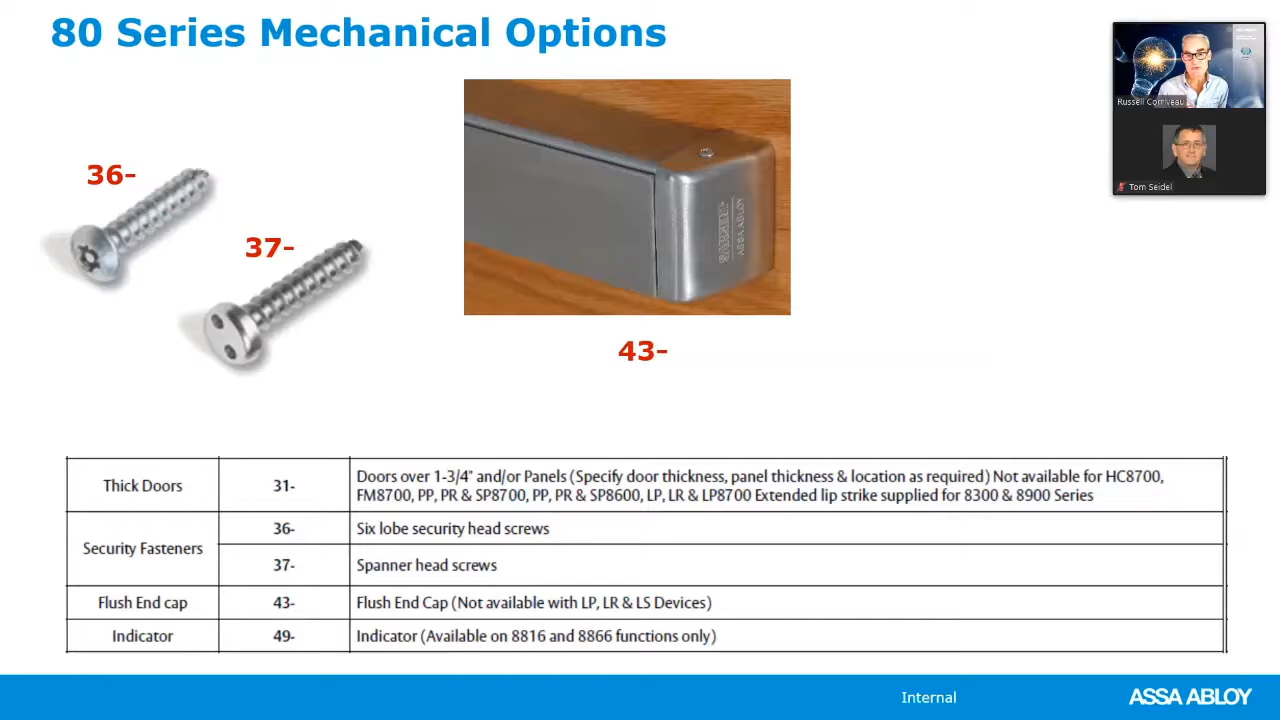 80 Series Mechanical Options
Russell Corriveau
Tom Seidel
36-
37-
SARGENT
ASSA ABLOY
43-
Thick Doors 31- Doors over 1-3/4" and/or Panels (Specify door thickness, panel thickness & location as required) Not available for HC8700,
FM8700, PP, PR & SP8700, PP, PR & SP8600, LP, LR & LP8700 Extended lip strike supplied for 8300 & 8900 Series
Security Fasteners 36- Six lobe security head screws
37- Spanner head screws
Flush End cap 43- Flush End Cap (Not available with LP, LR & LS Devices)
Indicator 49- Indicator (Available on 8816 and 8866 functions only)
Internal
ASSA ABLOY